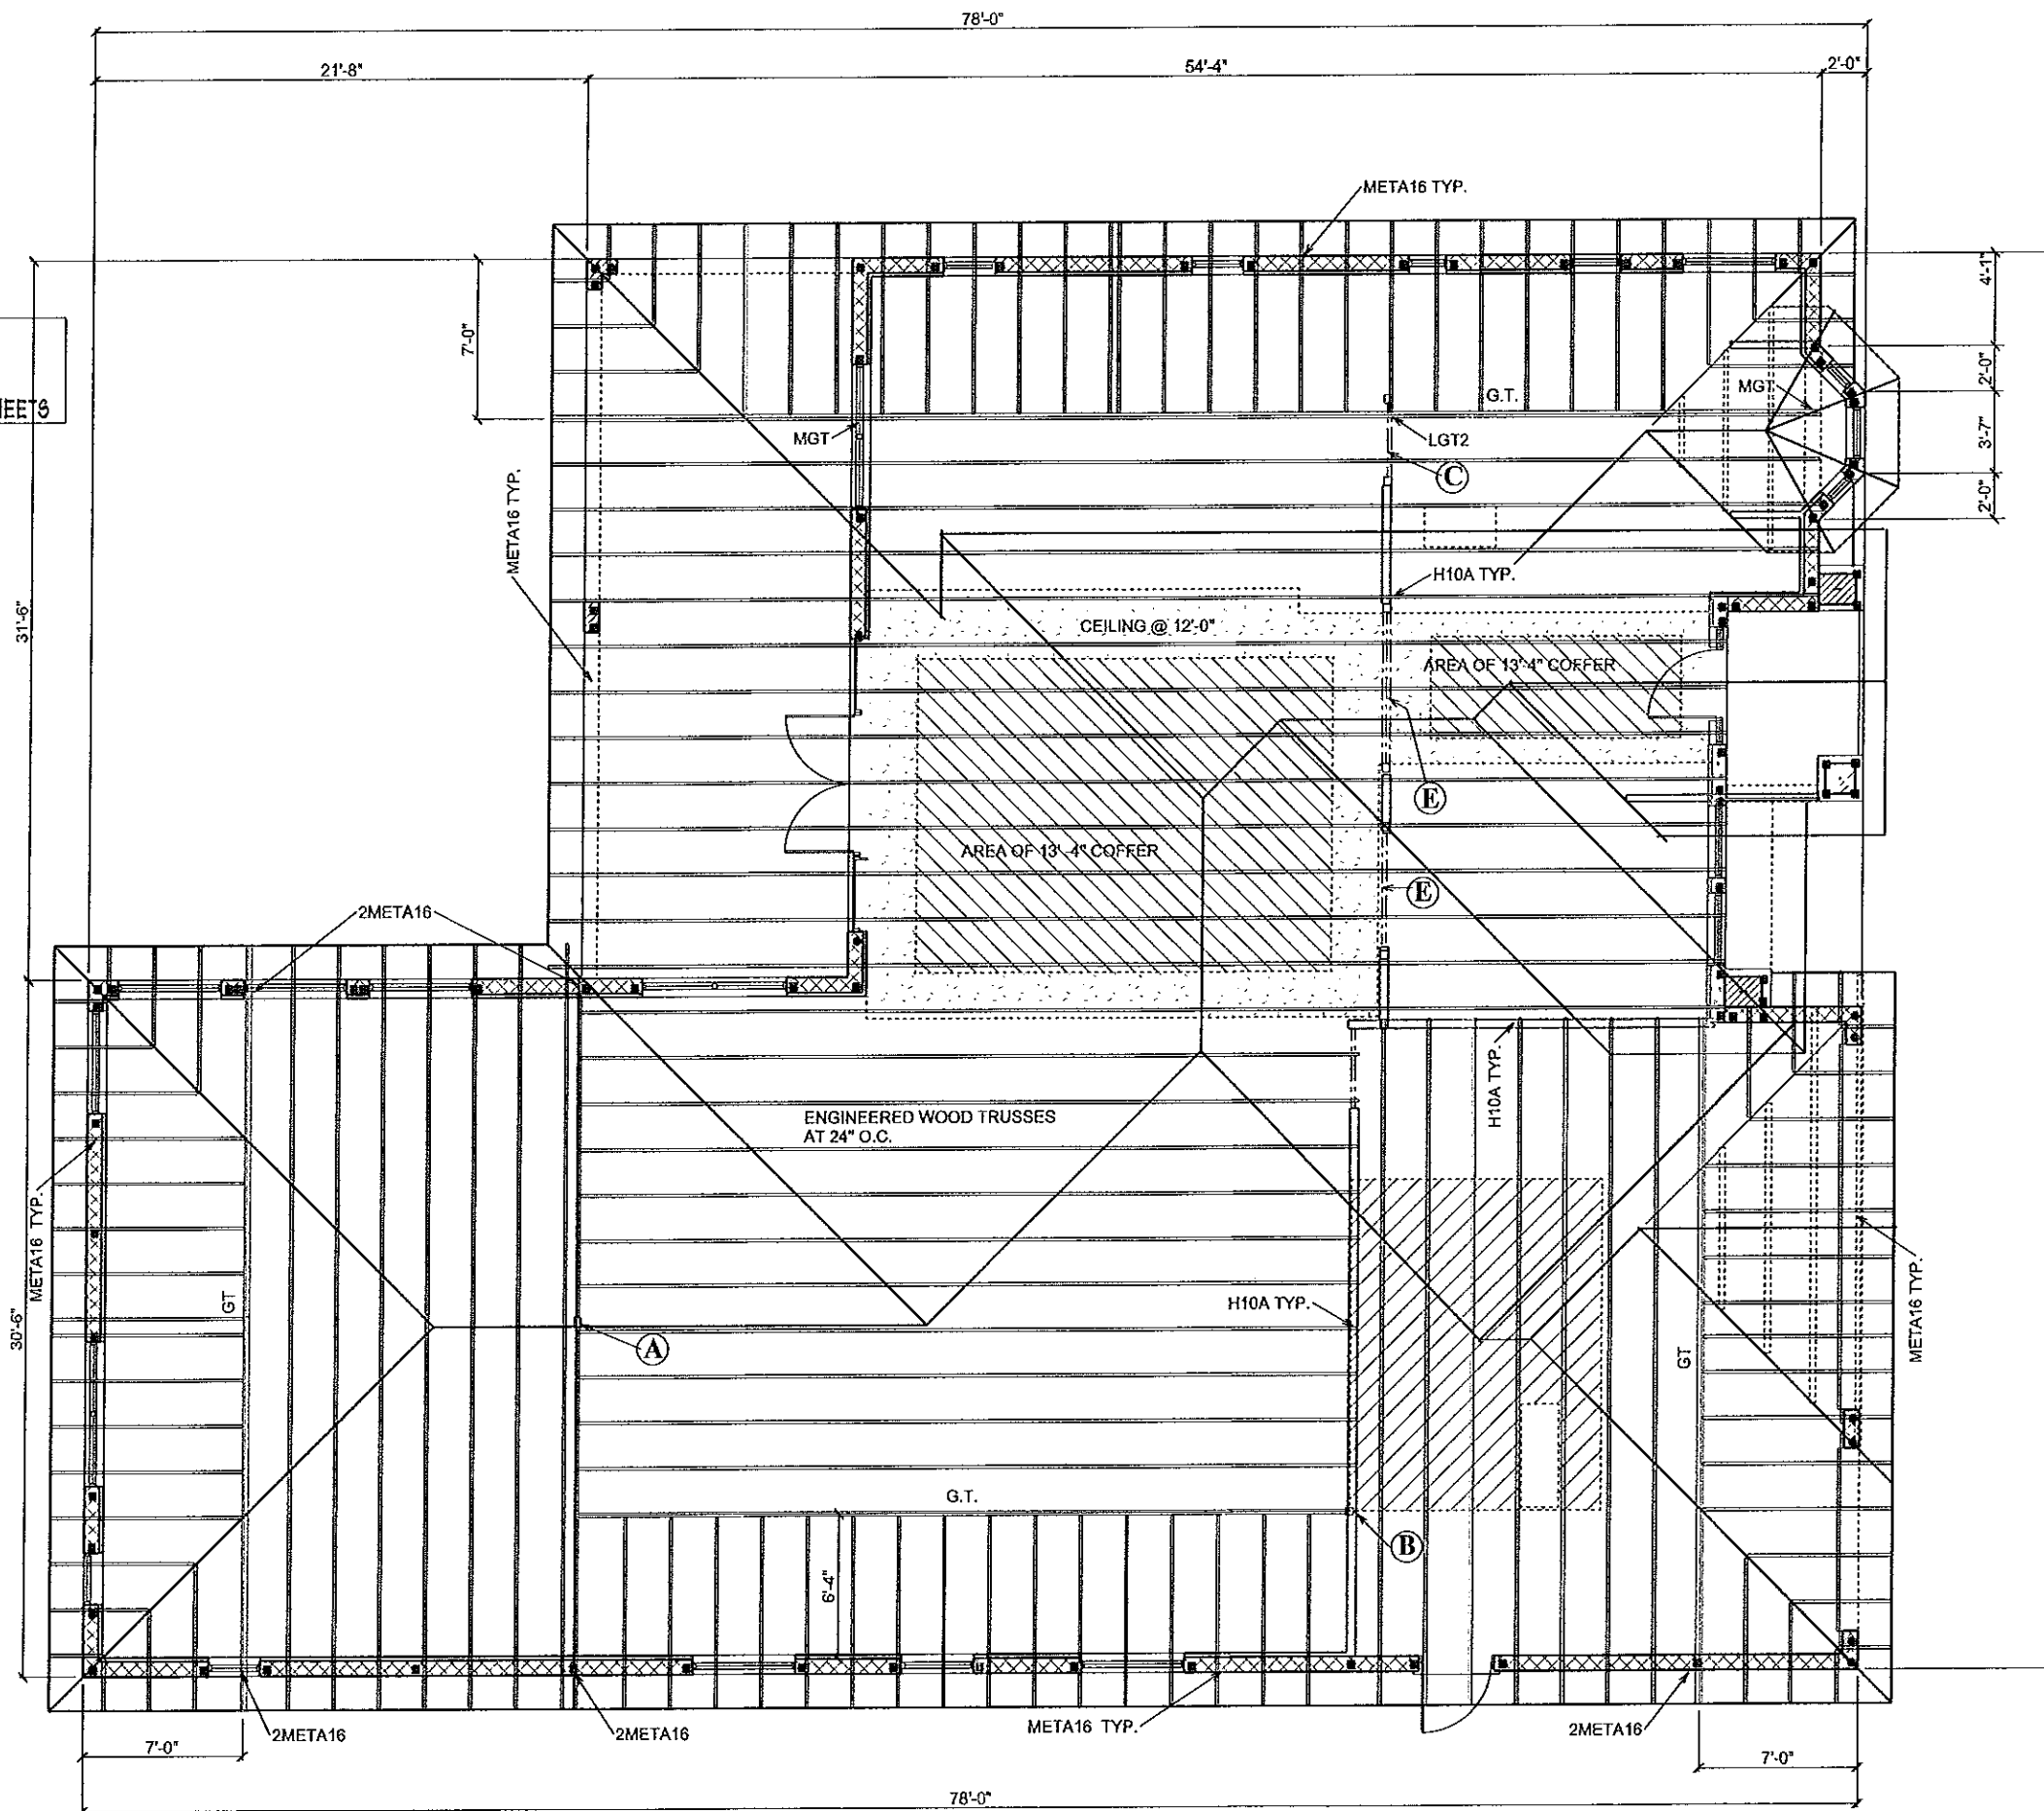 78'-0"
21'-8"
54'-4"
2'-0"
META16 TYP.
4'-1"
7'-0"
2'-0"
MGT
G.T.
MGT
LGT2
3'-7"
C
2'-0"
META16 TYP.
H10A TYP.
31'-6"
CEILING @ 12'-0"
AREA OF 13'-4" COFFER
E
AREA OF 13'-4" COFFER
E
2META16
H10A TYP.
ENGINEERED WOOD TRUSSES
AT 24" O.C.
META16 TYP.
GT
H10A TYP.
META16 TYP.
30'-6"
A
GT
G.T.
B
6'-4"
2META16
2META16
META16 TYP.
2META16
7'-0"
7'-0"
78'-0"